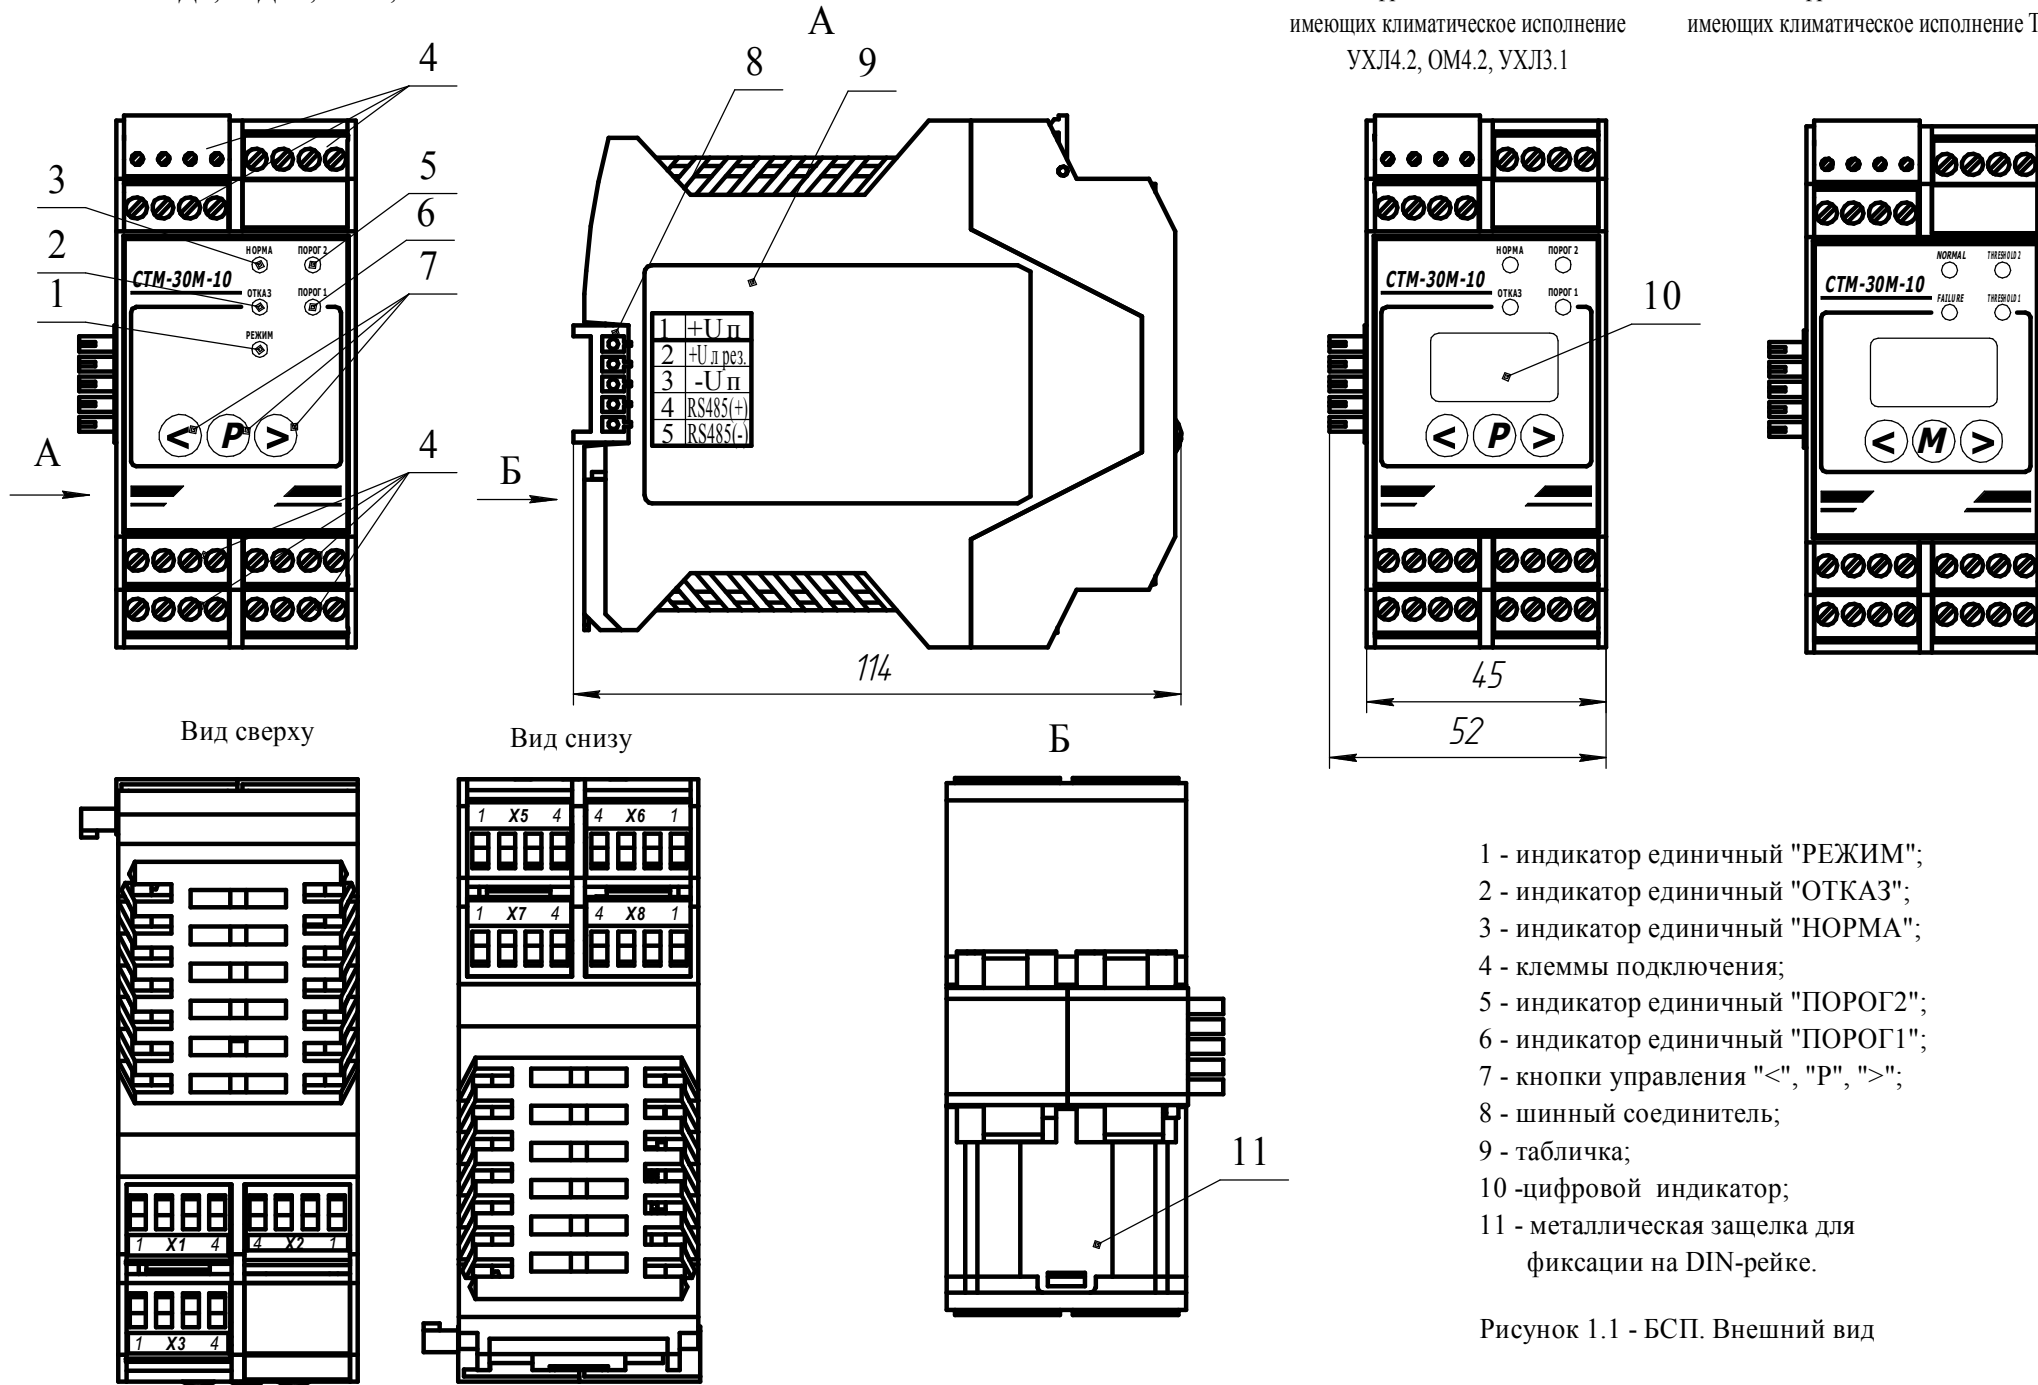 А
имеющих климатическое исполнение
УХЛ4.2, ОМ4.2, УХЛ3.1
имеющих климатическое исполнение Т
4
3
2
1
5
6
7
4
НОРМА
ПОРОГ 2
СТМ-30М-10
ОТКАЗ
ПОРОГ 1
РЕЖИМ
< P >
А
8
9
1 +U п
2 +U л рез.
3 -U п
4 RS485(+)
5 RS485(-)
Б
114
НОРМА
ПОРОГ 2
СТМ-30М-10
ОТКАЗ
ПОРОГ 1
10
< P >
45
52
NORMAL
THRESHOLD 2
СТМ-30М-10
FAILURE
THRESHOLD 1
< M >
Вид сверху
1 X1 4
4 X2 1
1 X3 4
Вид снизу
1 X5 4
4 X6 1
1 X7 4
4 X8 1
Б
11
1 - индикатор единичный "РЕЖИМ";
2 - индикатор единичный "ОТКАЗ";
3 - индикатор единичный "НОРМА";
4 - клеммы подключения;
5 - индикатор единичный "ПОРОГ2";
6 - индикатор единичный "ПОРОГ1";
7 - кнопки управления "<", "Р", ">";
8 - шинный соединитель;
9 - табличка;
10 -цифровой индикатор;
11 - металлическая защелка для
фиксации на DIN-рейке.
Рисунок 1.1 - БСП. Внешний вид